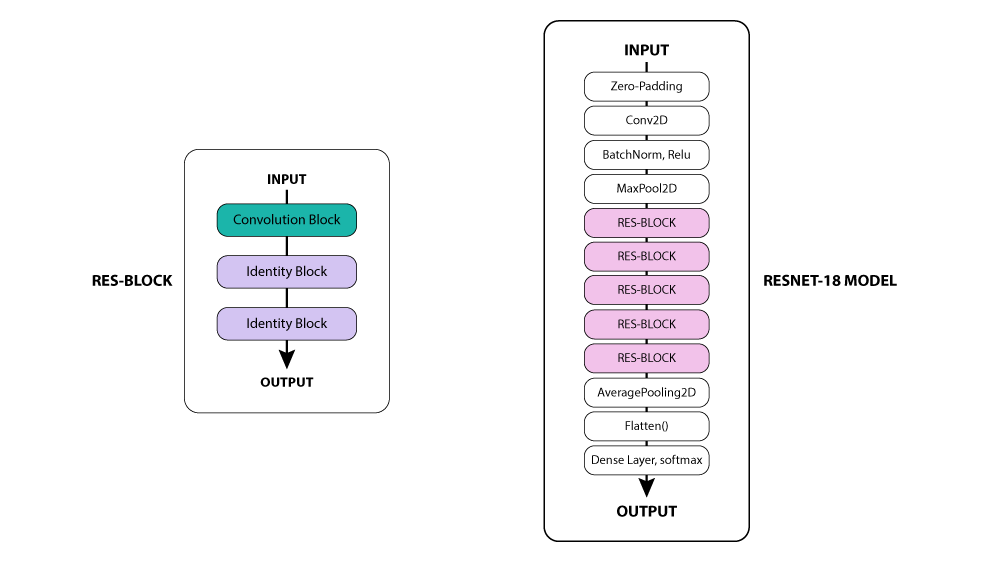 RES-BLOCK
INPUT
Convolution Block
Identity Block
Identity Block
OUTPUT
INPUT
Zero-Padding
Conv2D
BatchNorm, Relu
MaxPool2D
RES-BLOCK
RES-BLOCK
RES-BLOCK
RES-BLOCK
RES-BLOCK
AveragePooling2D
Flatten()
Dense Layer, softmax
OUTPUT
RESNET-18 MODEL